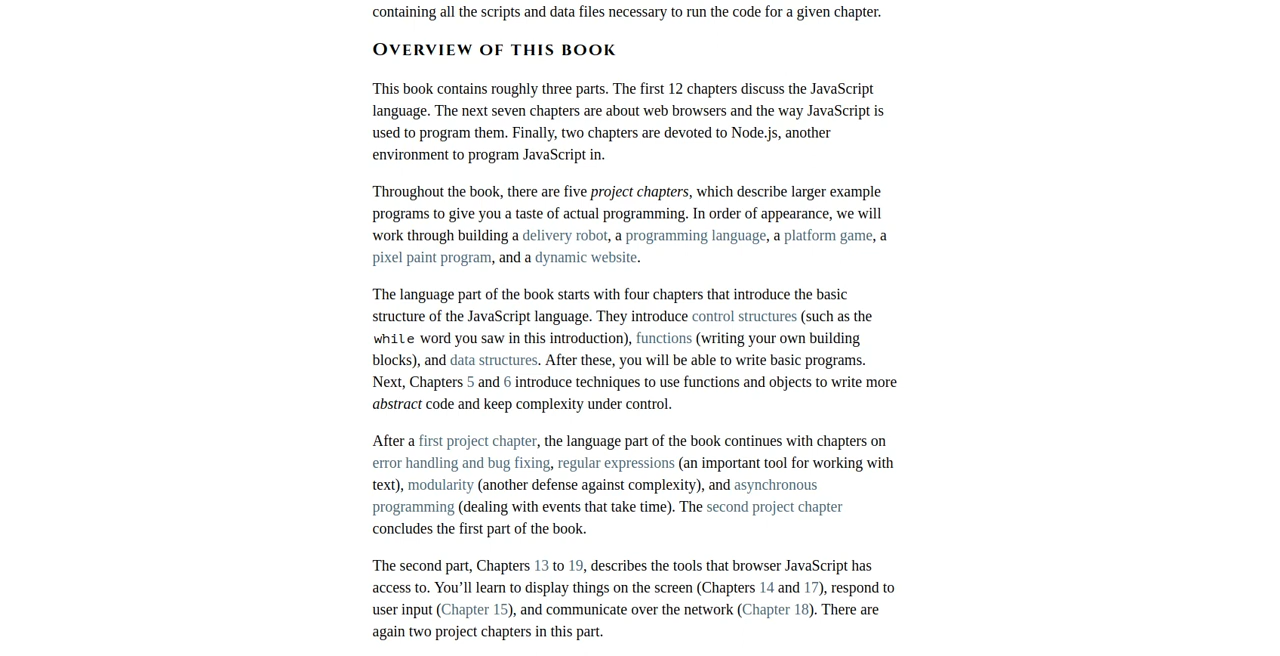 containing all the scripts and data files necessary to run the code for a given chapter.
Overview of this book
This book contains roughly three parts. The first 12 chapters discuss the JavaScript
language. The next seven chapters are about web browsers and the way JavaScript is
used to program them. Finally, two chapters are devoted to Node.js, another
environment to program JavaScript in.
Throughout the book, there are five project chapters, which describe larger example
programs to give you a taste of actual programming. In order of appearance, we will
work through building a delivery robot, a programming language, a platform game, a
pixel paint program, and a dynamic website.
The language part of the book starts with four chapters that introduce the basic
structure of the JavaScript language. They introduce control structures (such as the
while word you saw in this introduction), functions (writing your own building
blocks), and data structures. After these, you will be able to write basic programs.
Next, Chapters 5 and 6 introduce techniques to use functions and objects to write more
abstract code and keep complexity under control.
After a first project chapter, the language part of the book continues with chapters on
error handling and bug fixing, regular expressions (an important tool for working with
text), modularity (another defense against complexity), and asynchronous
programming (dealing with events that take time). The second project chapter
concludes the first part of the book.
The second part, Chapters 13 to 19, describes the tools that browser JavaScript has
access to. You’ll learn to display things on the screen (Chapters 14 and 17), respond to
user input (Chapter 15), and communicate over the network (Chapter 18). There are
again two project chapters in this part.